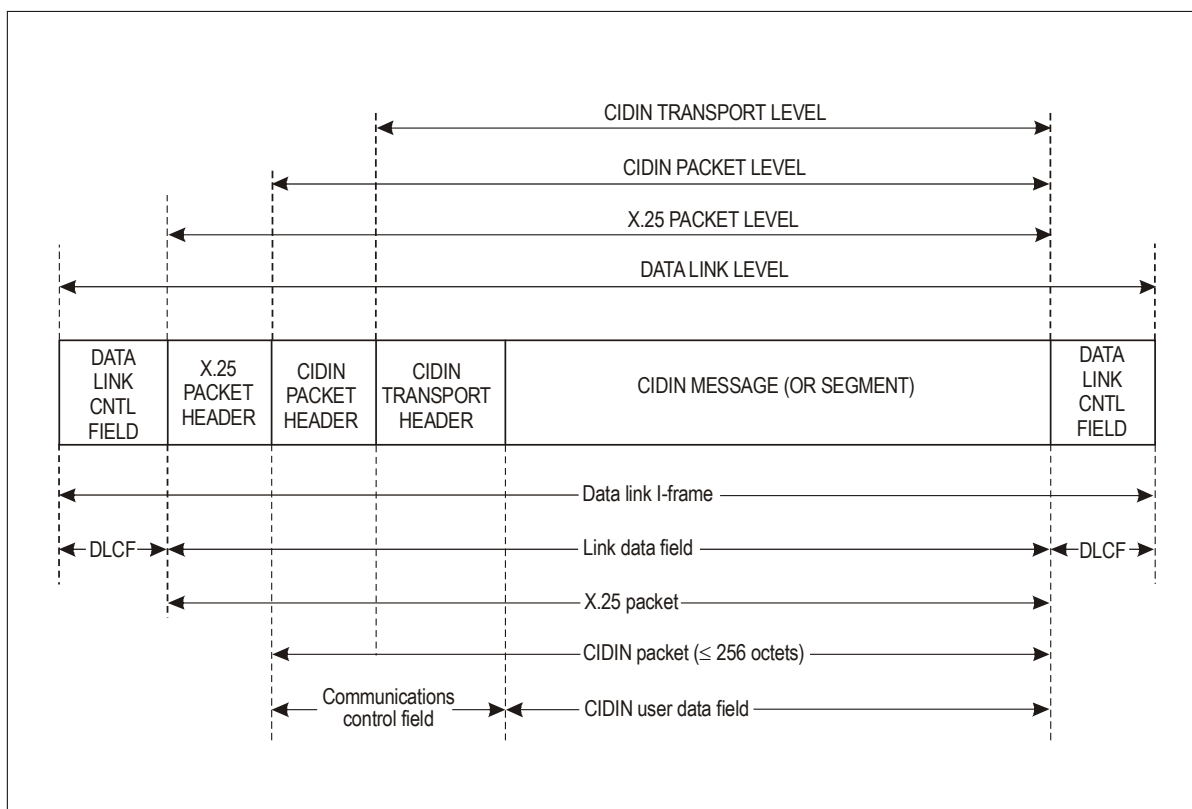 CIDIN TRANSPORT LEVEL
CIDIN PACKET LEVEL
X.25 PACKET LEVEL
DATA LINK LEVEL
DATA
LINK
CNTL
FIELD
X.25
PACKET
HEADER
CIDIN
PACKET
HEADER
CIDIN
TRANSPORT
HEADER
CIDIN MESSAGE (OR SEGMENT)
DATA
LINK
CNTL
FIELD
Data link I-frame
DLCF
Link data field
DLCF
X.25 packet
CIDIN packet (≤ 256 octets)
Communications
control field
CIDIN user data field